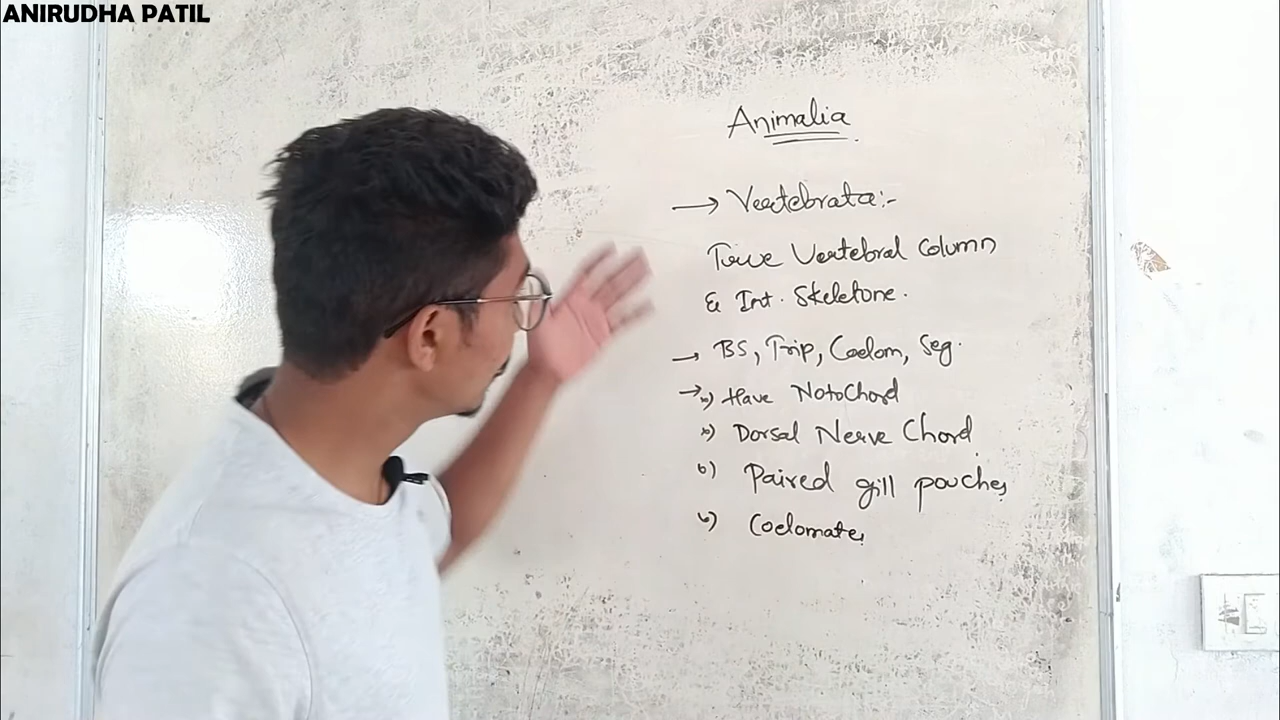 ANIRUDHA PATIL
Animalia
→ Vertebrata:-
True Vertebral Column
& Int. Skeletone.
→ BS, Trip, Coelom, Seg.
→ Have NotoChord
Dorsal Nerve Chord
Paired gill pouches
Coelomate